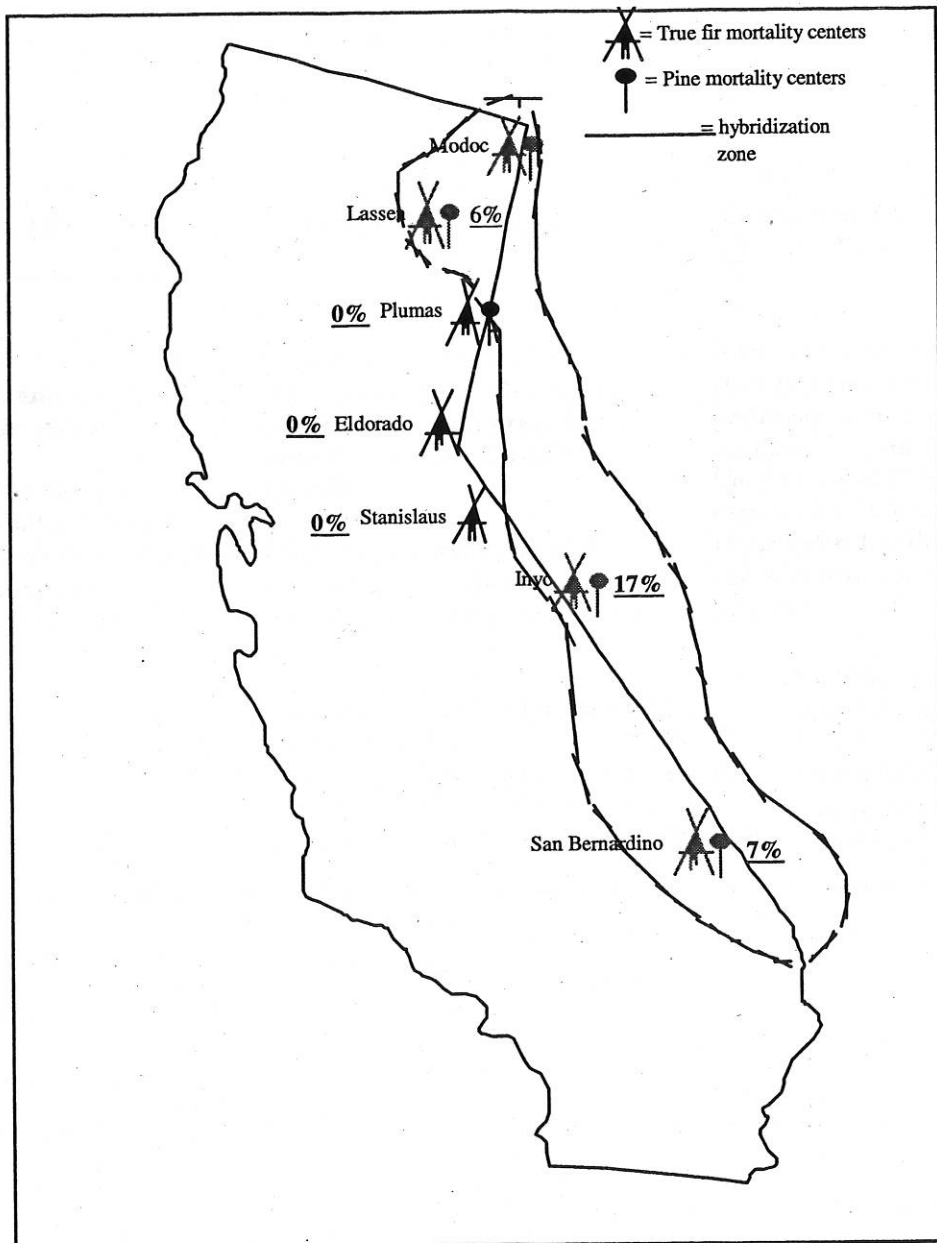 = True fir mortality centers
= Pine mortality centers
= hybridization
zone
Modoc
Lassen 6%
0% Plumas
0% Eldorado
0% Stanislaus
Inyo 17%
San Bernardino 7%